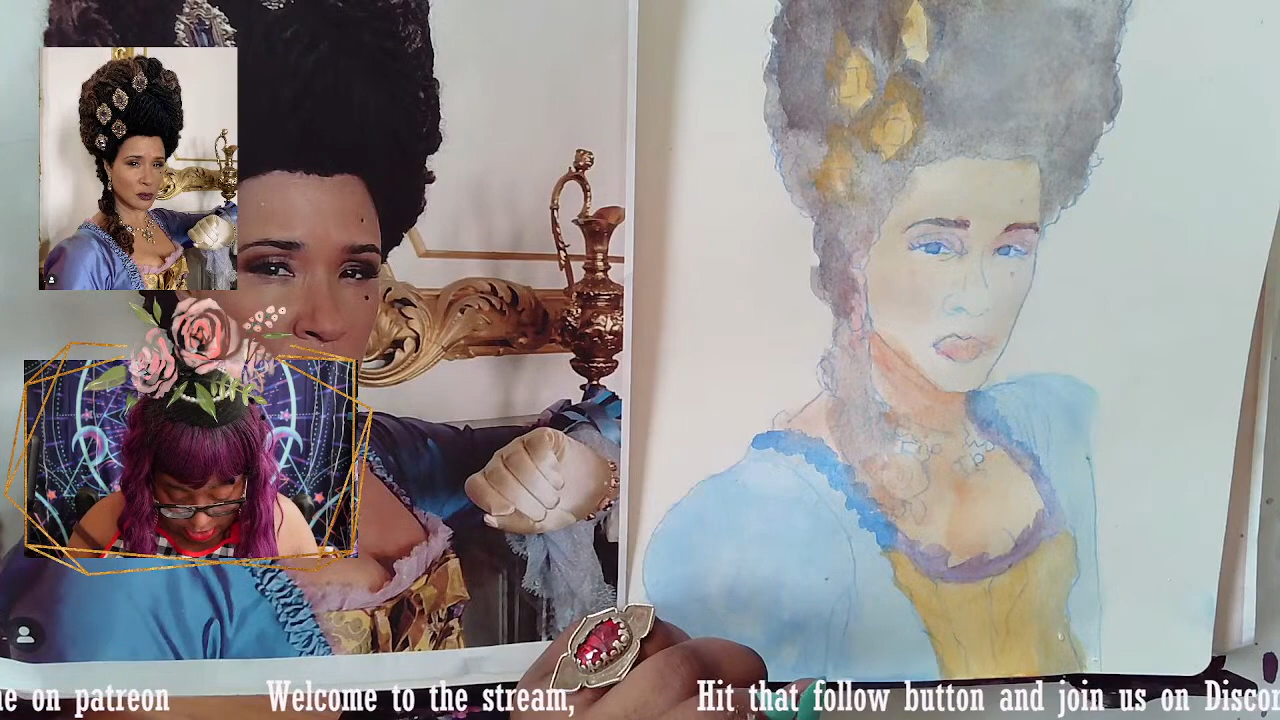 e on patreon Welcome to the stream, Hit that follow button and join us on Discor